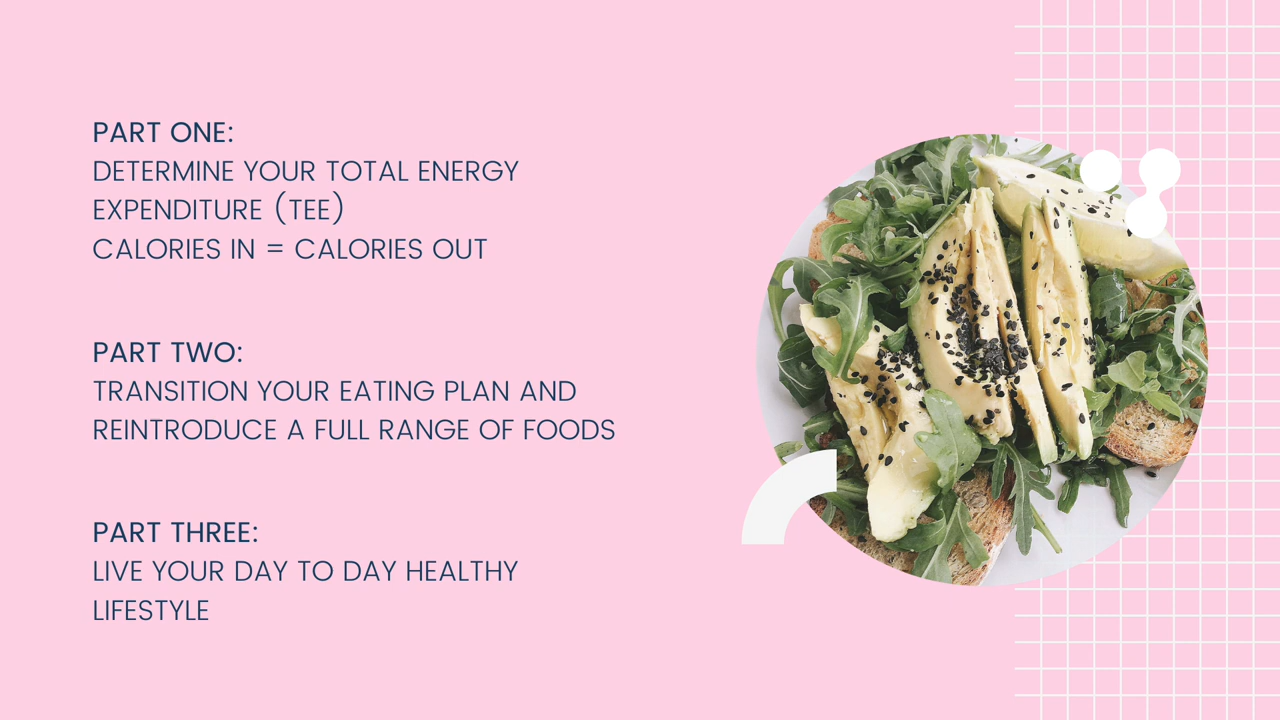 PART ONE:
DETERMINE YOUR TOTAL ENERGY
EXPENDITURE (TEE)
CALORIES IN = CALORIES OUT
PART TWO:
TRANSITION YOUR EATING PLAN AND
REINTRODUCE A FULL RANGE OF FOODS
PART THREE:
LIVE YOUR DAY TO DAY HEALTHY
LIFESTYLE